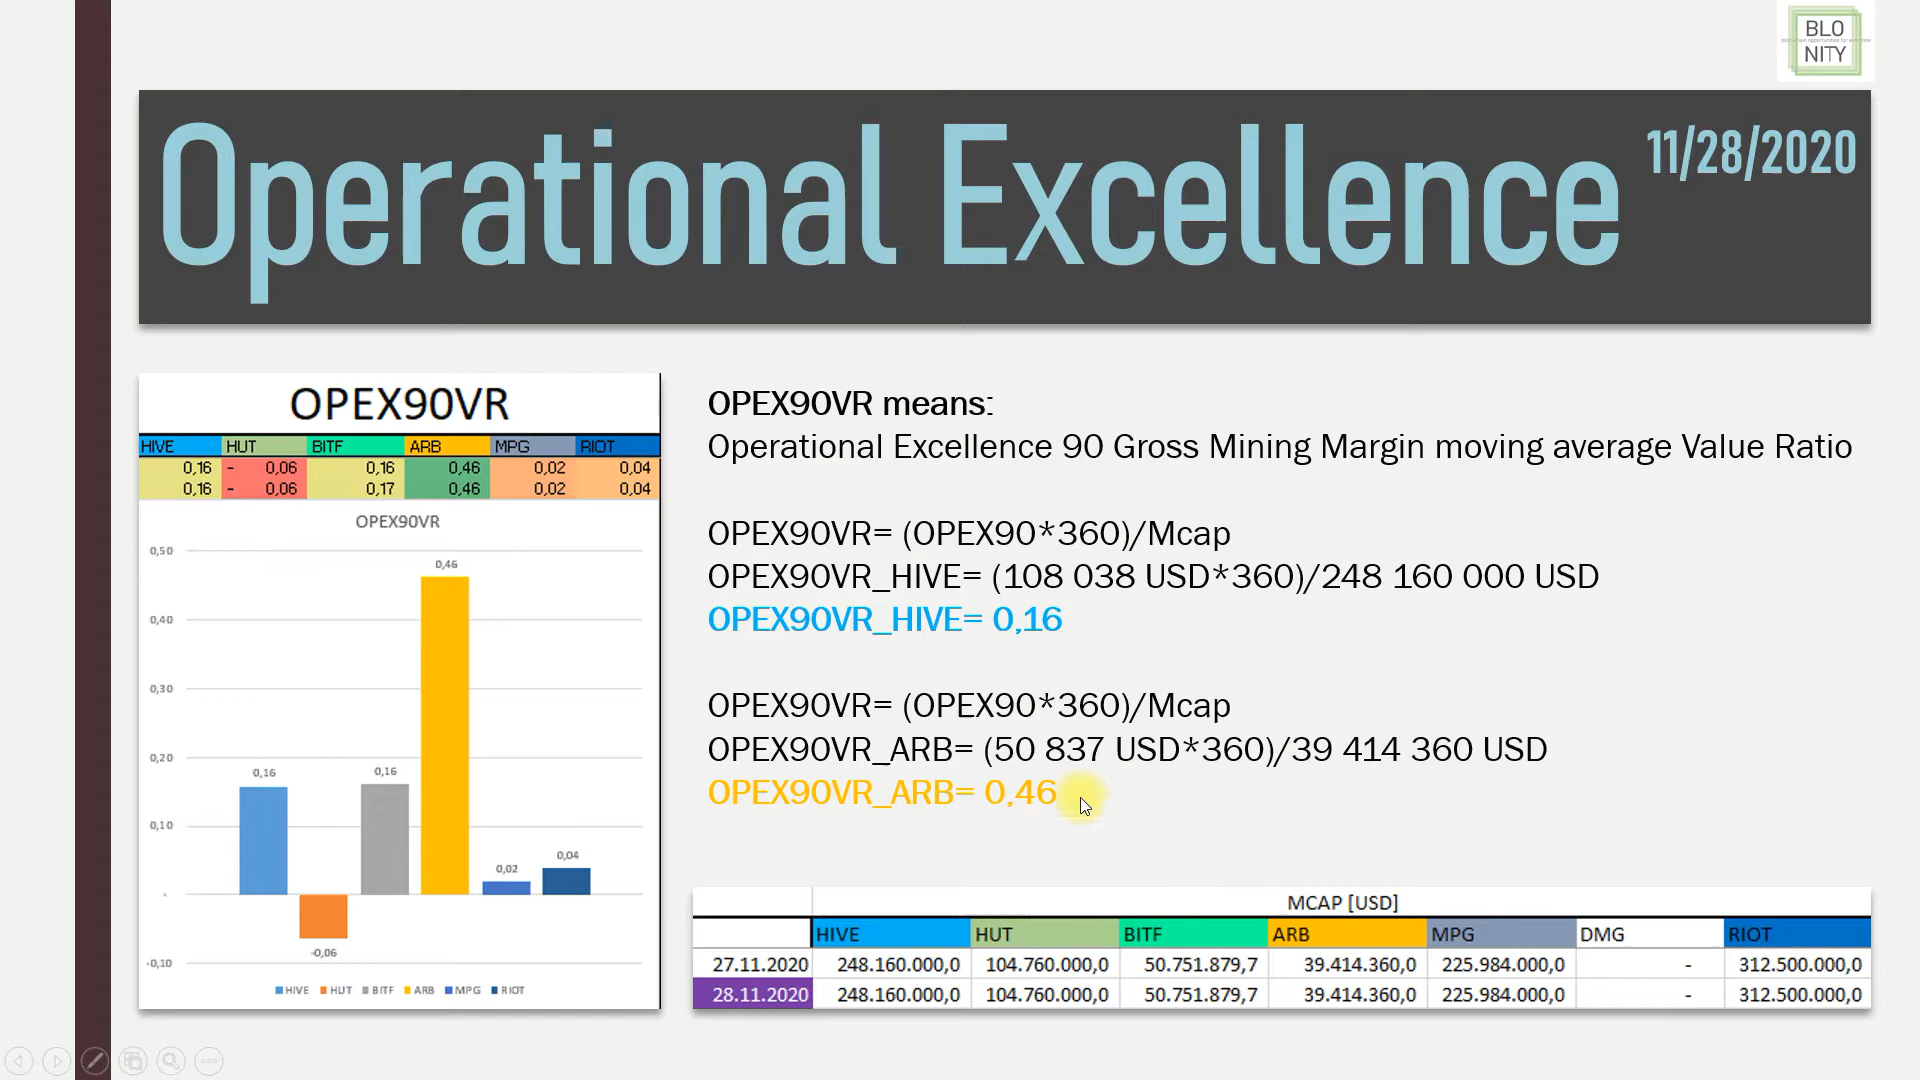 BLO
NITY
Operational Excellence
11/28/2020
OPEX90VR
HIVE HUT BITF ARB MPG RIOT
0,16 - 0,06 0,16 0,46 0,02 0,04
0,16 - 0,06 0,17 0,46 0,02 0,04
OPEX90VR
0,50
0,40
0,30
0,20
0,10
-
-0,10
0,16
-0,06
0,16
0,46
0,02
0,04
HIVE HUT BITF ARB MPG RIOT
OPEX90VR means:
Operational Excellence 90 Gross Mining Margin moving average Value Ratio
OPEX90VR= (OPEX90*360)/Mcap
OPEX90VR_HIVE= (108 038 USD*360)/248 160 000 USD
OPEX90VR_HIVE= 0,16
OPEX90VR= (OPEX90*360)/Mcap
OPEX90VR_ARB= (50 837 USD*360)/39 414 360 USD
OPEX90VR_ARB= 0,46
MCAP [USD]
HIVE HUT BITF ARB MPG DMG RIOT
27.11.2020 248.160.000,0 104.760.000,0 50.751.879,7 39.414.360,0 225.984.000,0 - 312.500.000,0
28.11.2020 248.160.000,0 104.760.000,0 50.751.879,7 39.414.360,0 225.984.000,0 - 312.500.000,0